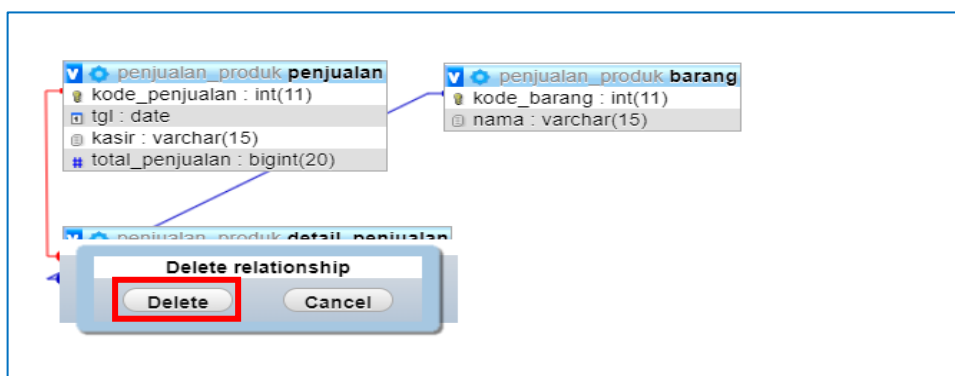 penjualan_produk penjualan
kode_penjualan : int(11)
tgl : date
kasir : varchar(15)
total_penjualan : bigint(20)
penjualan_produk barang
kode_barang : int(11)
nama : varchar(15)
penjualan_produk detail_penjualan
Delete relationship
Delete
Cancel